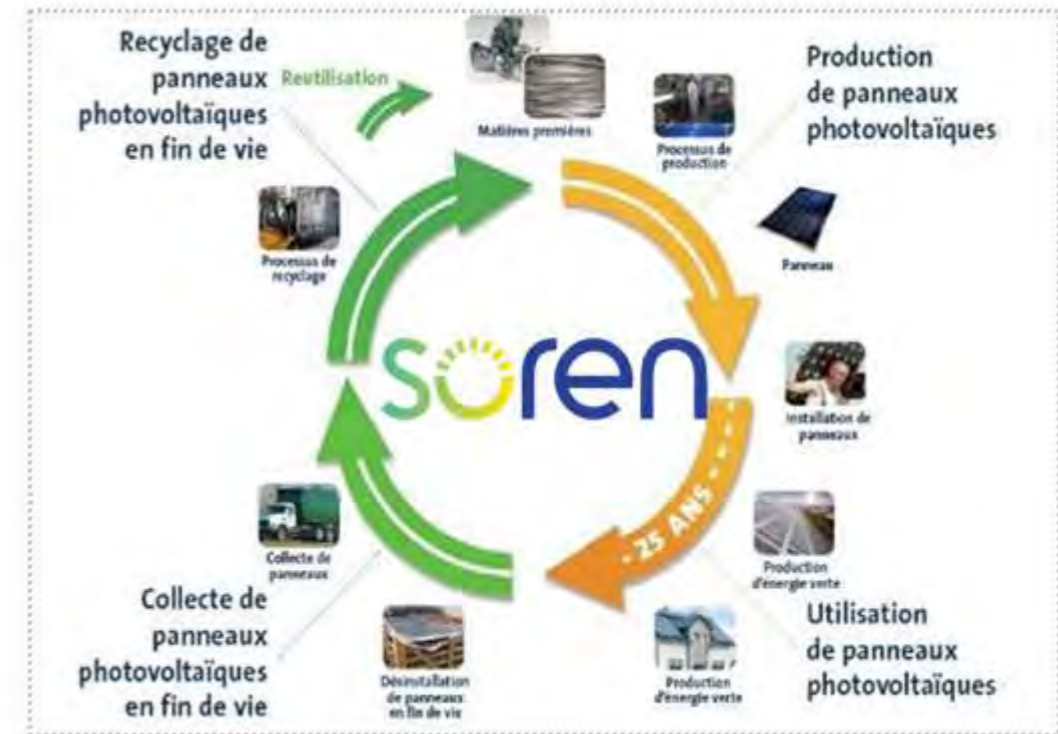 Recyclage de
panneaux
photovoltaïques
en fin de vie
Reutilisation
Matières premières
Processus de
production
Production
de panneaux
photovoltaïques
Panneau
Processus de
recyclage
soren
Installation de
panneaux
- 25 ANS - - -
Production
d'énergie verte
Utilisation
de panneaux
photovoltaïques
Production
d'énergie verte
Désinstallation
de panneaux
en fin de vie
Collecte de
panneaux
Collecte de
panneaux
photovoltaïques
en fin de vie